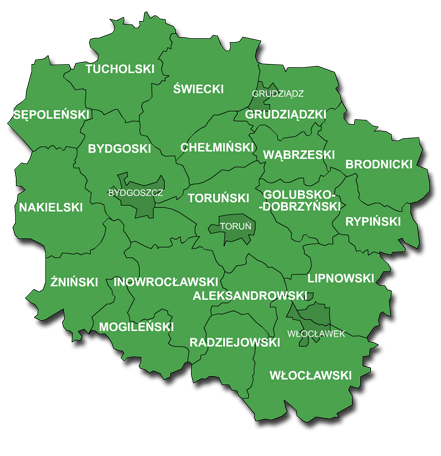 TUCHOLSKI
ŚWIECKI
GRUDZIĄDZ
SĘPOLEŃSKI
GRUDZIĄDZKI
BYDGOSKI
CHEŁMIŃSKI
WĄBRZESKI
BRODNICKI
BYDGOSZCZ
TORUŃSKI
GOLUBSKO-
-DOBRZYŃSKI
NAKIELSKI
RYPIŃSKI
TORUŃ
ŻNIŃSKI
INOWROCŁAWSKI
LIPNOWSKI
ALEKSANDROWSKI
MOGILEŃSKI
WŁOCŁAWEK
RADZIEJOWSKI
WŁOCŁAWSKI